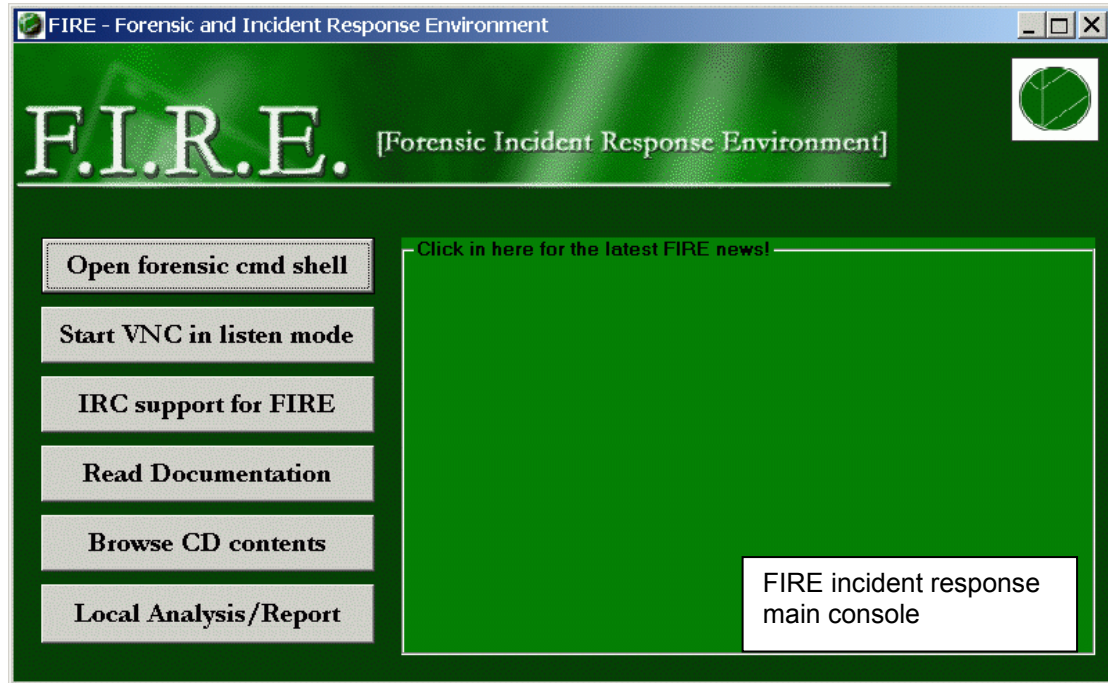 FIRE - Forensic and Incident Response Environment
F.I.R.E.
[Forensic Incident Response Environment]
Open forensic cmd shell
Start VNC in listen mode
IRC support for FIRE
Read Documentation
Browse CD contents
Local Analysis/Report
Click in here for the latest FIRE news!
FIRE incident response
main console